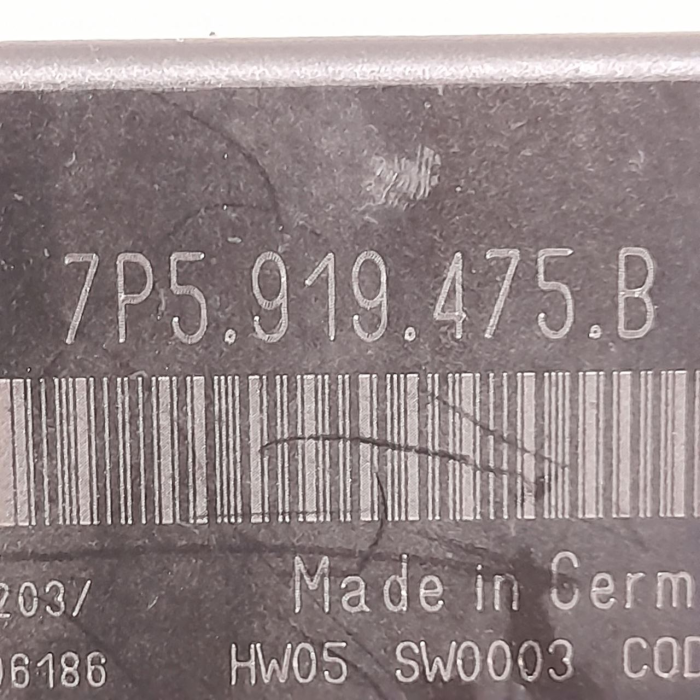 7P5.919.475.B
203/ Made in Germ
06186 HW05 SW0003 COD